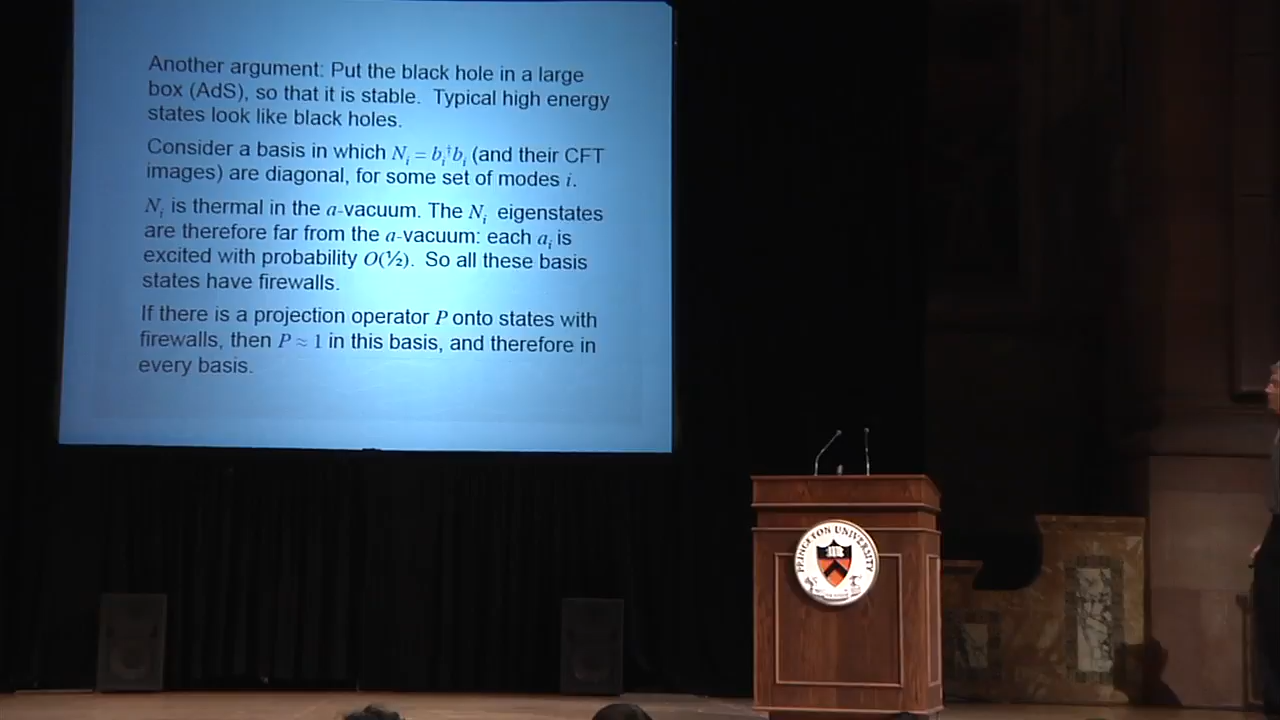 Another argument: Put the black hole in a large
box (AdS), so that it is stable. Typical high energy
states look like black holes.
Consider a basis in which Nᵢ = bᵢ†bᵢ (and their CFT
images) are diagonal, for some set of modes i.
Nᵢ is thermal in the a-vacuum. The Nᵢ eigenstates
are therefore far from the a-vacuum: each aᵢ is
excited with probability O(½). So all these basis
states have firewalls.
If there is a projection operator P onto states with
firewalls, then P ≈ 1 in this basis, and therefore in
every basis.
PRINCETON UNIVERSITY